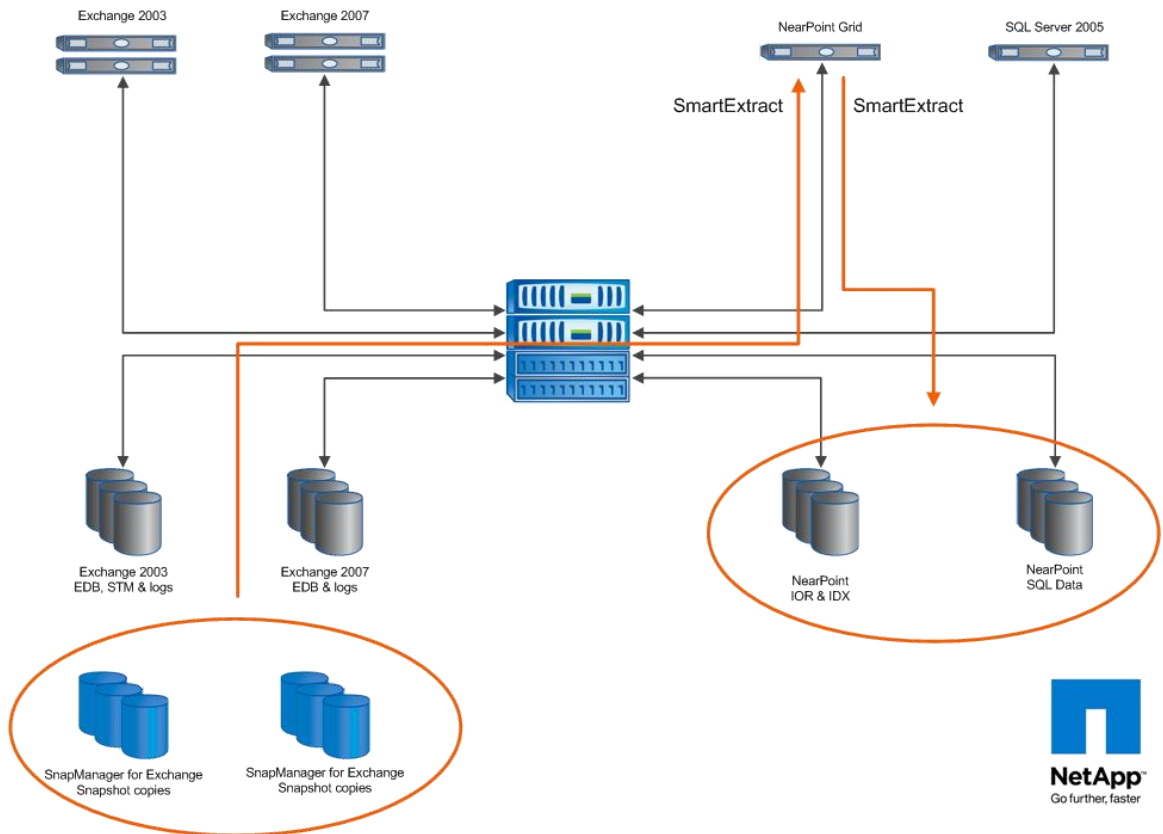 Exchange 2003
Exchange 2007
NearPoint Grid
SQL Server 2005
SmartExtract
SmartExtract
Exchange 2003
EDB, STM & logs
Exchange 2007
EDB & logs
NearPoint
IOR & IDX
NearPoint
SQL Data
SnapManager for Exchange
Snapshot copies
SnapManager for Exchange
Snapshot copies
NetApp™
Go further, faster